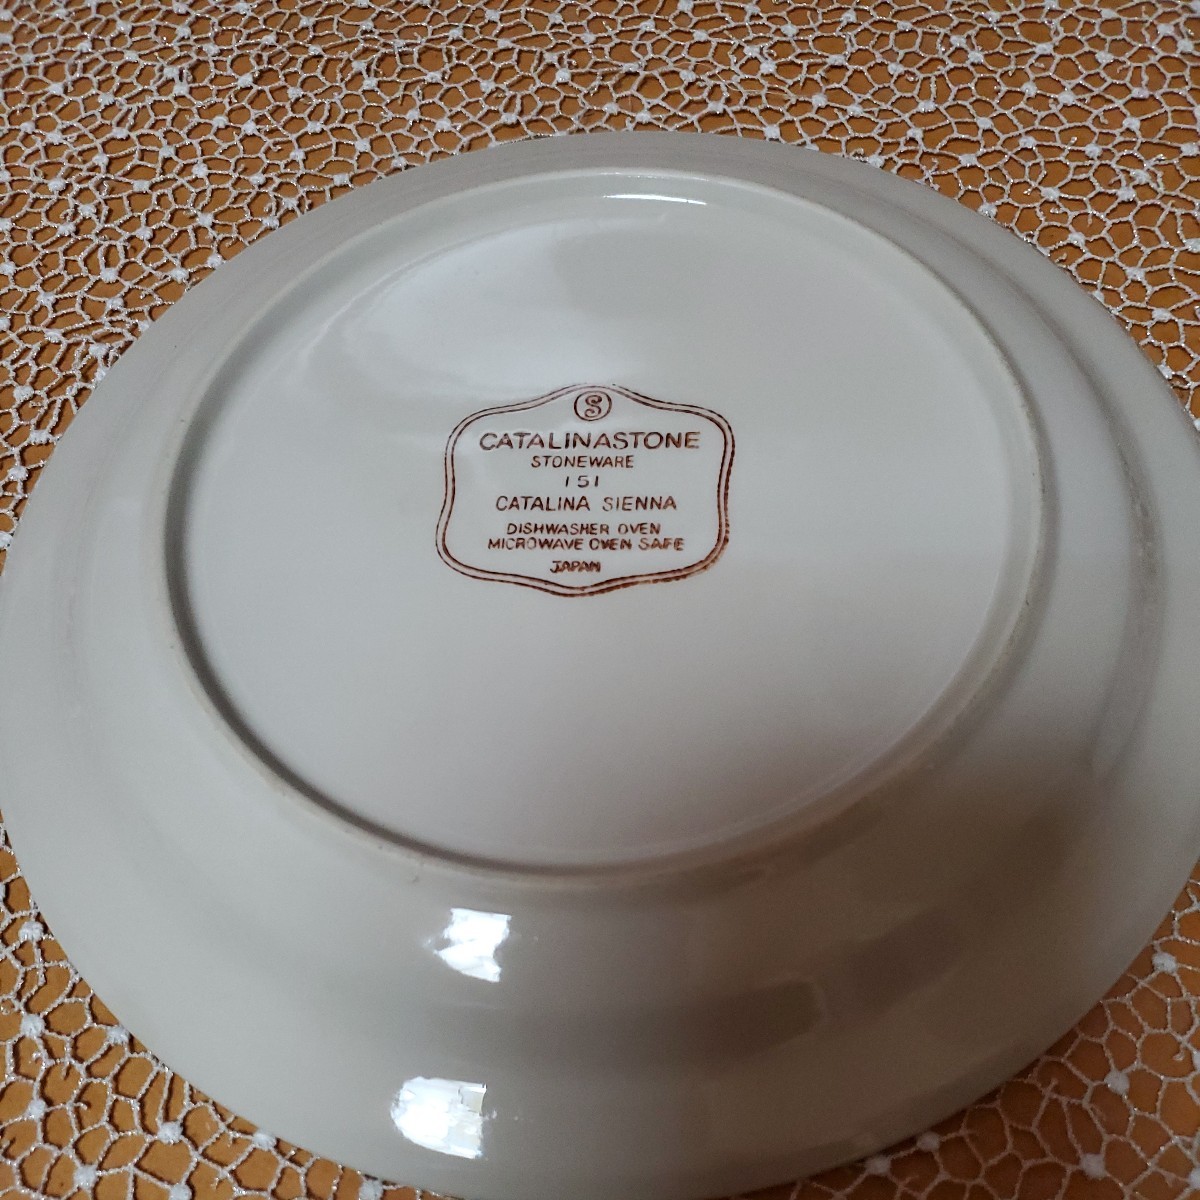 S
CATALINASTONE
STONEWARE
151
CATALINA SIENNA
DISHWASHER OVEN
MICROWAVE OVEN SAFE
JAPAN